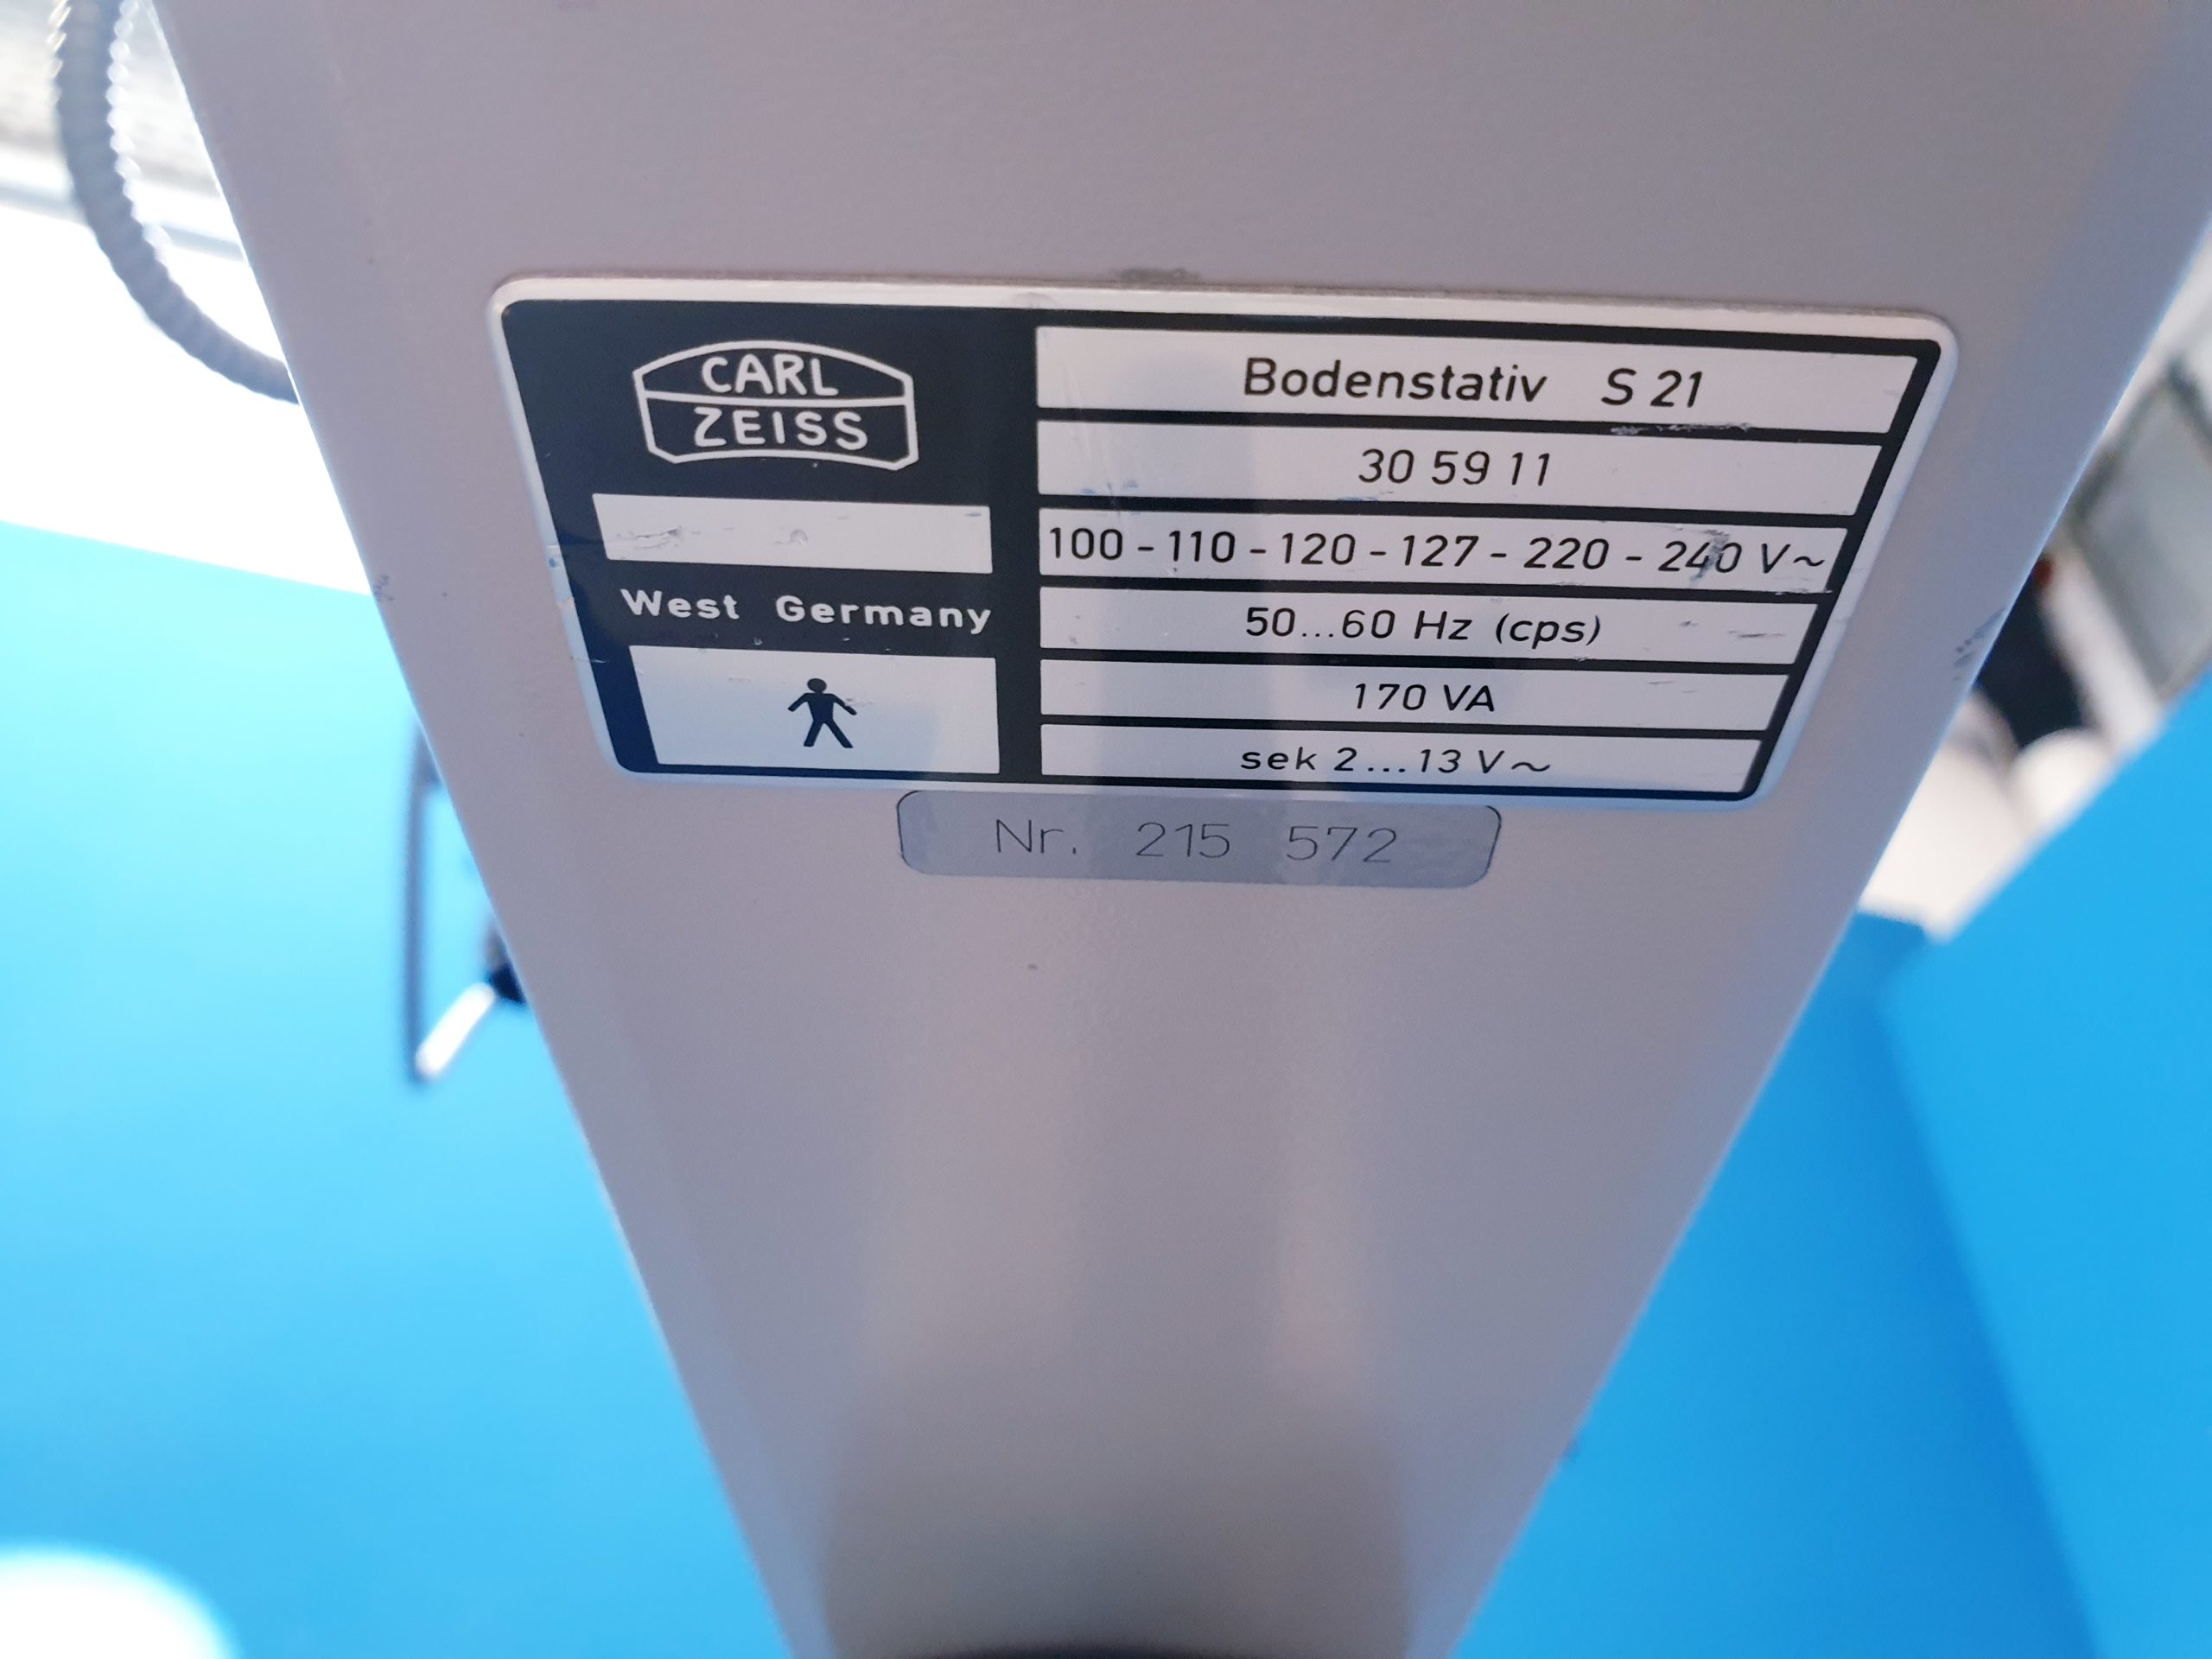 CARL
ZEISS
West Germany
Bodenstativ S 21
30 59 11
100 - 110 - 120 - 127 - 220 - 240 V~
50...60 Hz (cps)
170 VA
sek 2...13 V~
Nr. 215 572